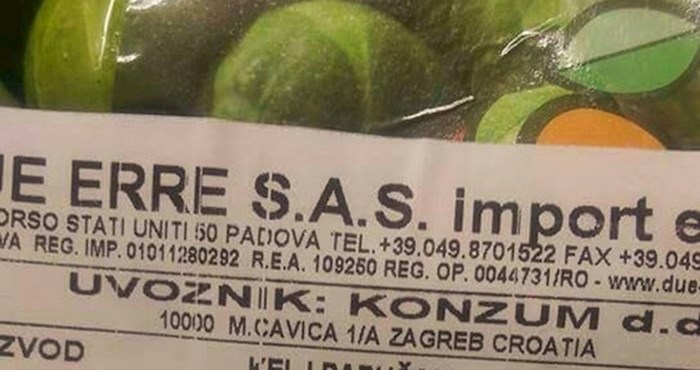 UE ERRE S.A.S. import e
ORSO STATI UNITI 50 PADOVA TEL.+39.049.8701522 FAX +39.049
VA REG. IMP. 01011280292 R.E.A. 109250 REG. OP. 0044731/RO - www.due
UVOZNIK: KONZUM d.d
10000 M.CAVICA 1/A ZAGREB CROATIA
ZVOD